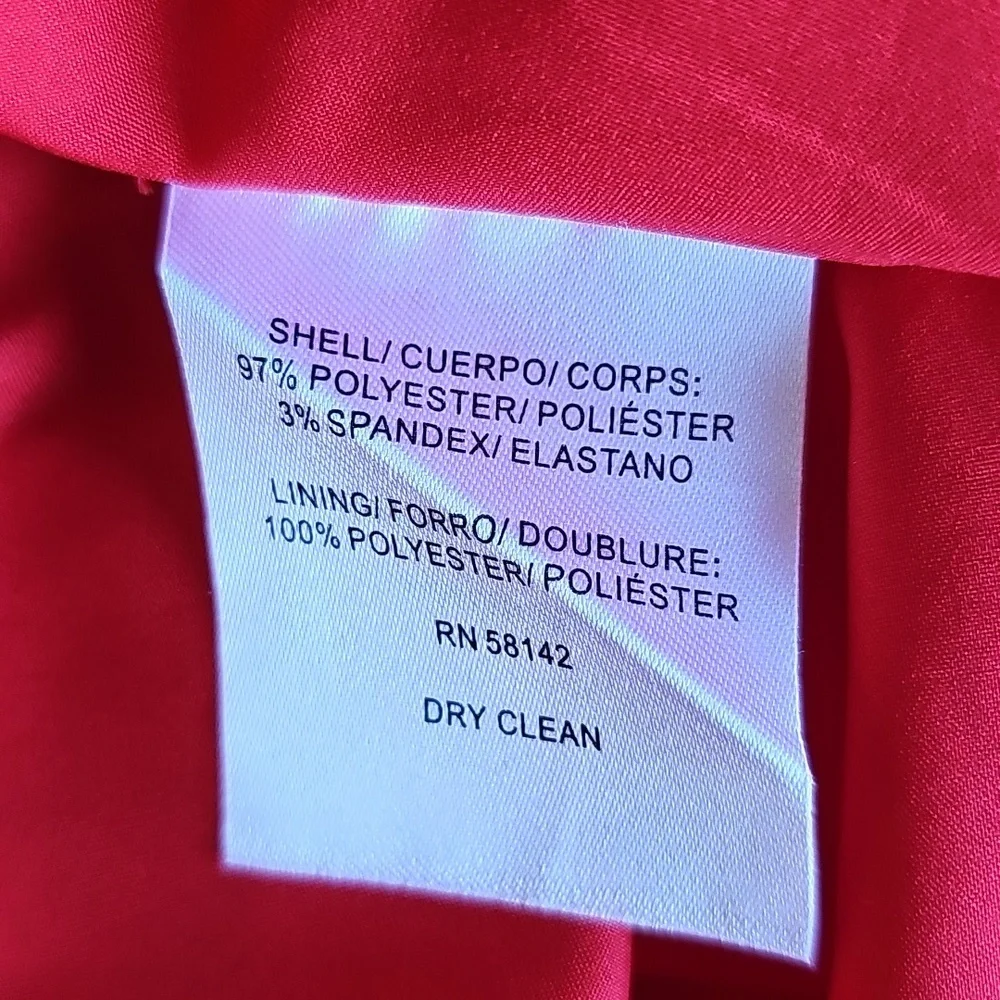 SHELL/ CUERPO/ CORPS:
97% POLYESTER/ POLIÉSTER
3% SPANDEX/ ELASTANO
LINING/ FORRO/ DOUBLURE:
100% POLYESTER/ POLIÉSTER
RN 58142
DRY CLEAN